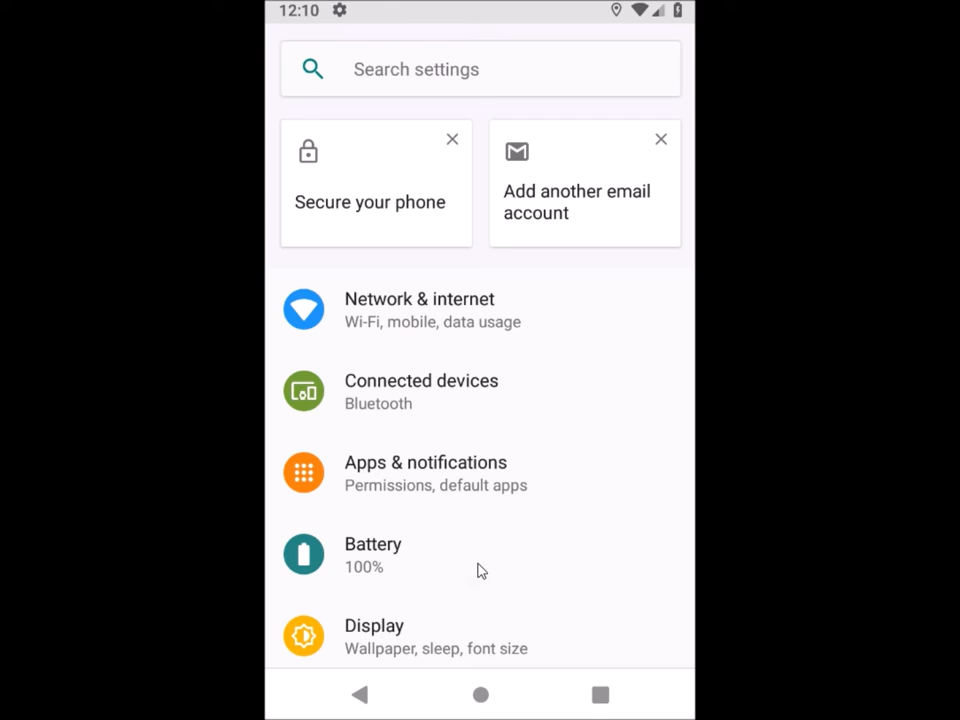 12:10
Search settings
Secure your phone
Add another email
account
Network & internet
Wi-Fi, mobile, data usage
Connected devices
Bluetooth
Apps & notifications
Permissions, default apps
Battery
100%
Display
Wallpaper, sleep, font size